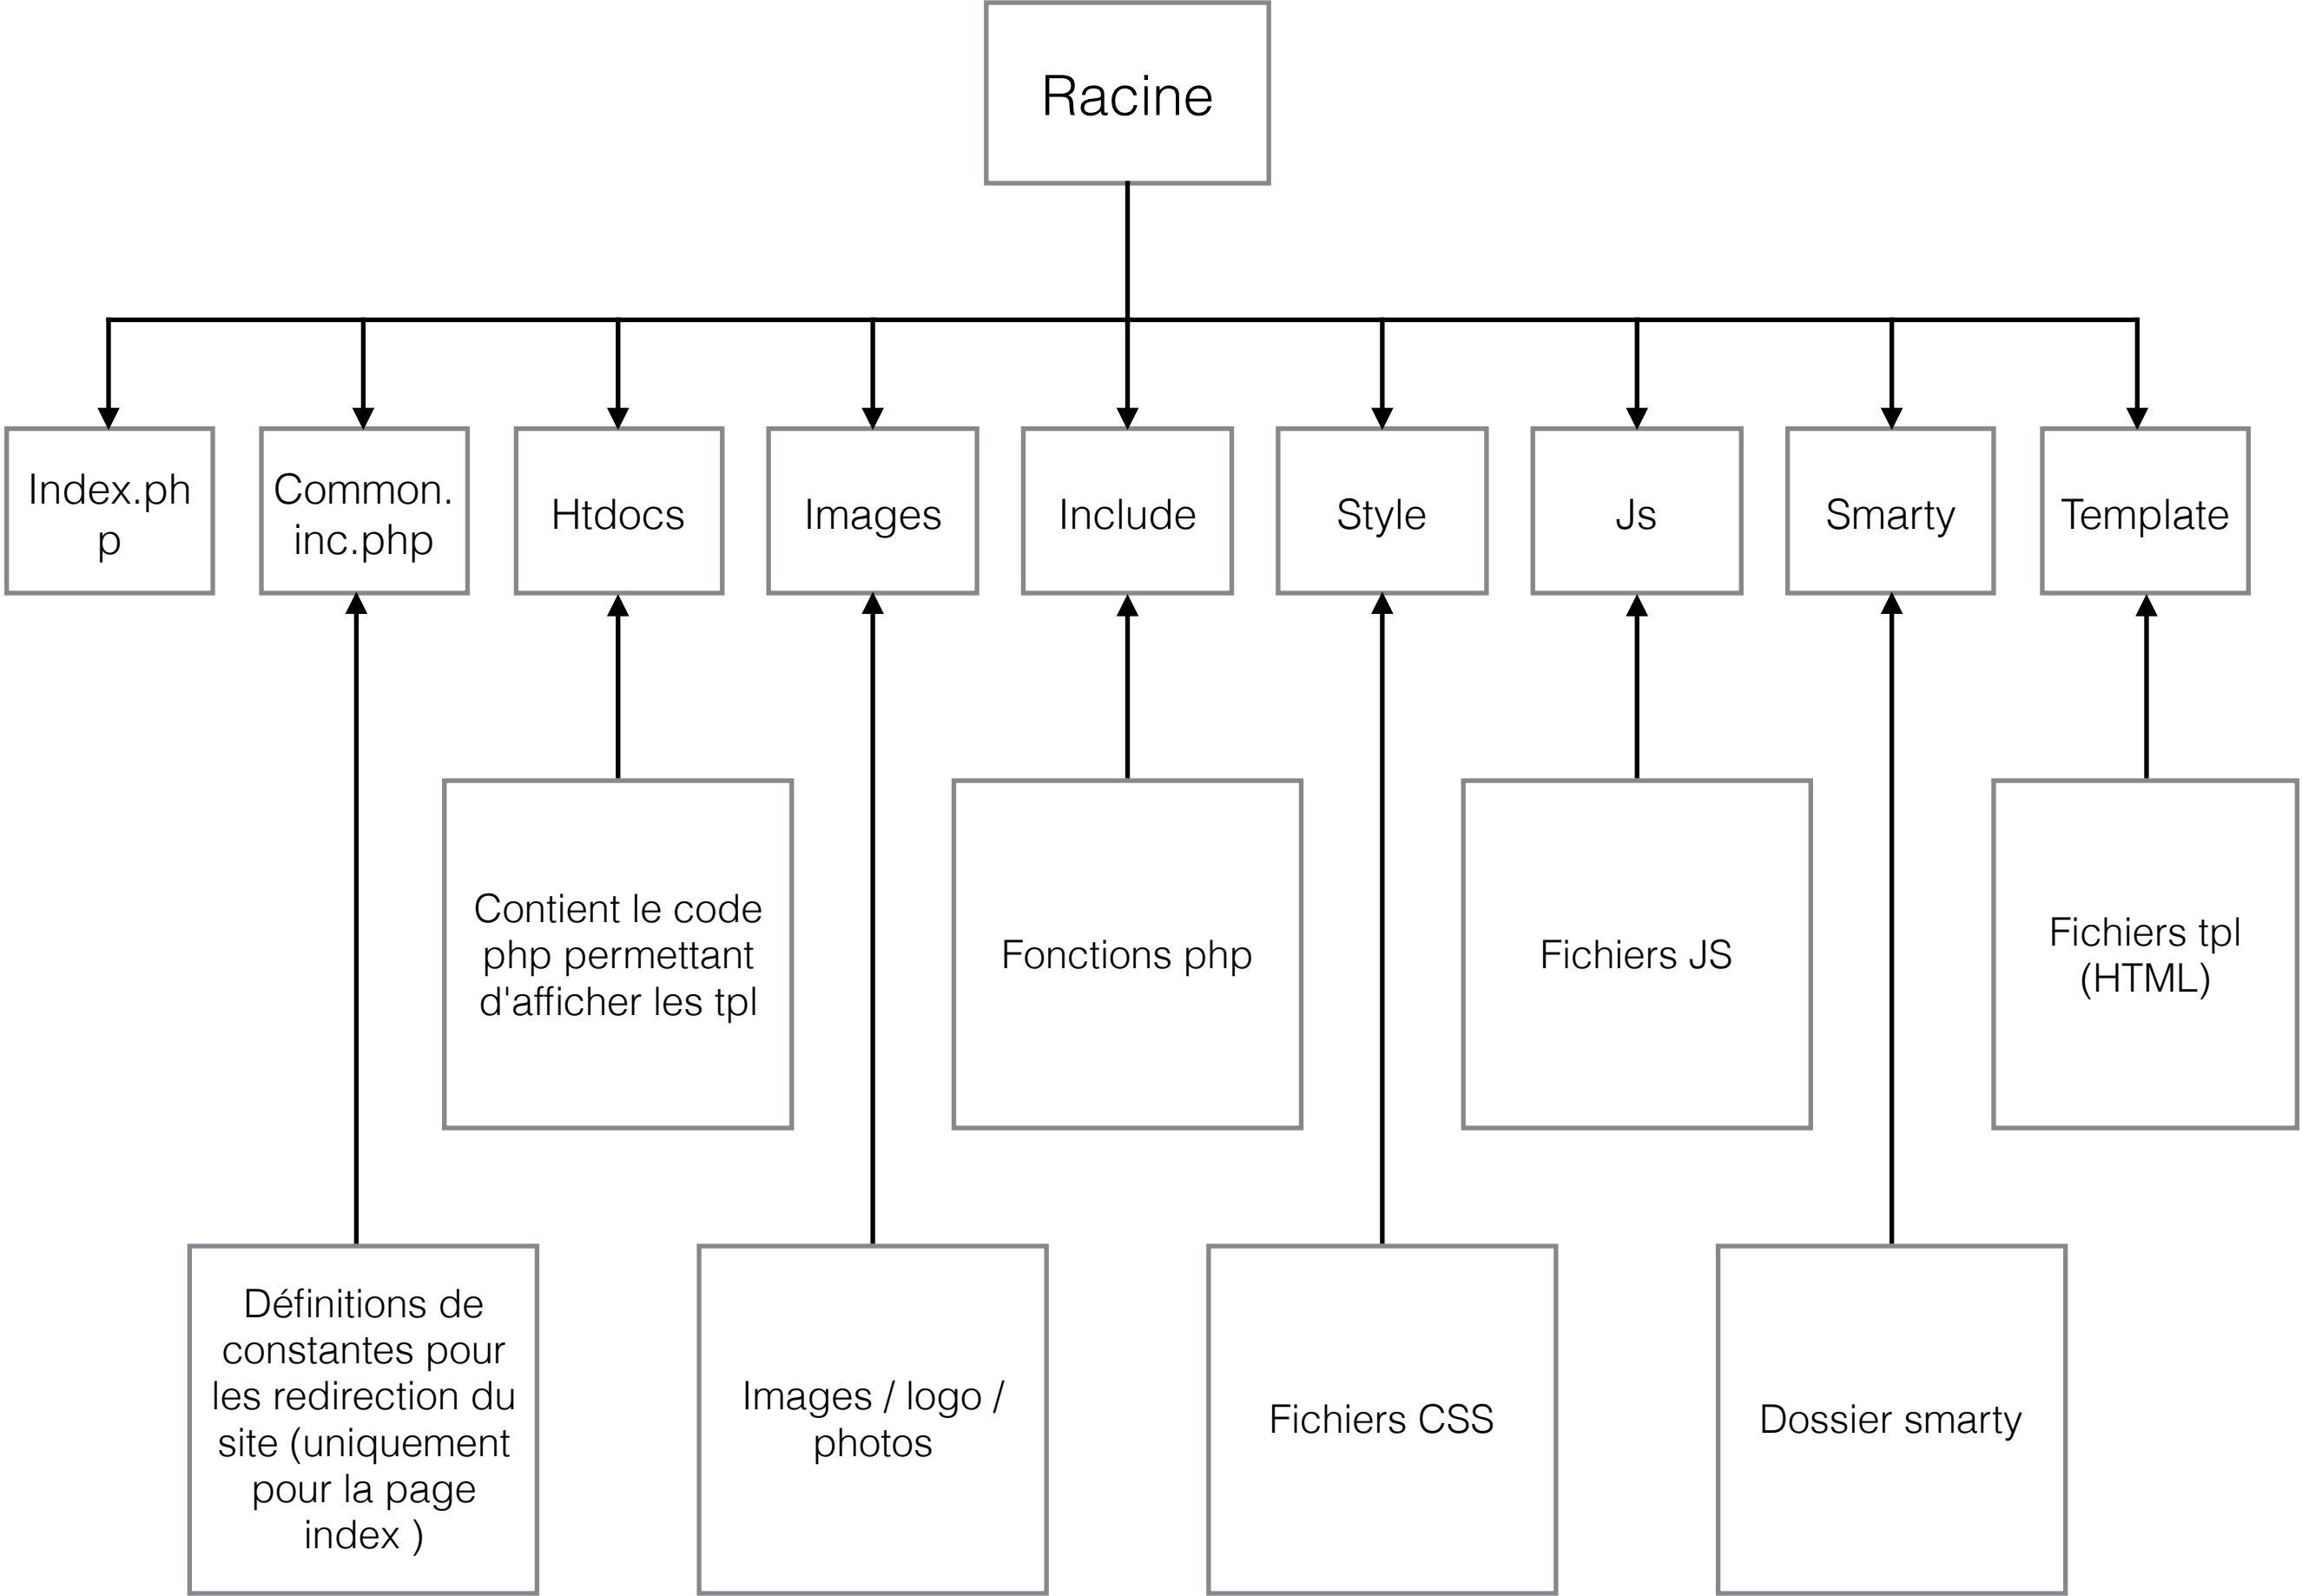 Racine
Index.ph
p
Common.
inc.php
Htdocs
Images
Include
Style
Js
Smarty
Template
Contient le code
php permettant
d'afficher les tpl
Fonctions php
Fichiers JS
Fichiers tpl
(HTML)
Définitions de
constantes pour
les redirection du
site (uniquement
pour la page
index )
Images / logo /
photos
Fichiers CSS
Dossier smarty